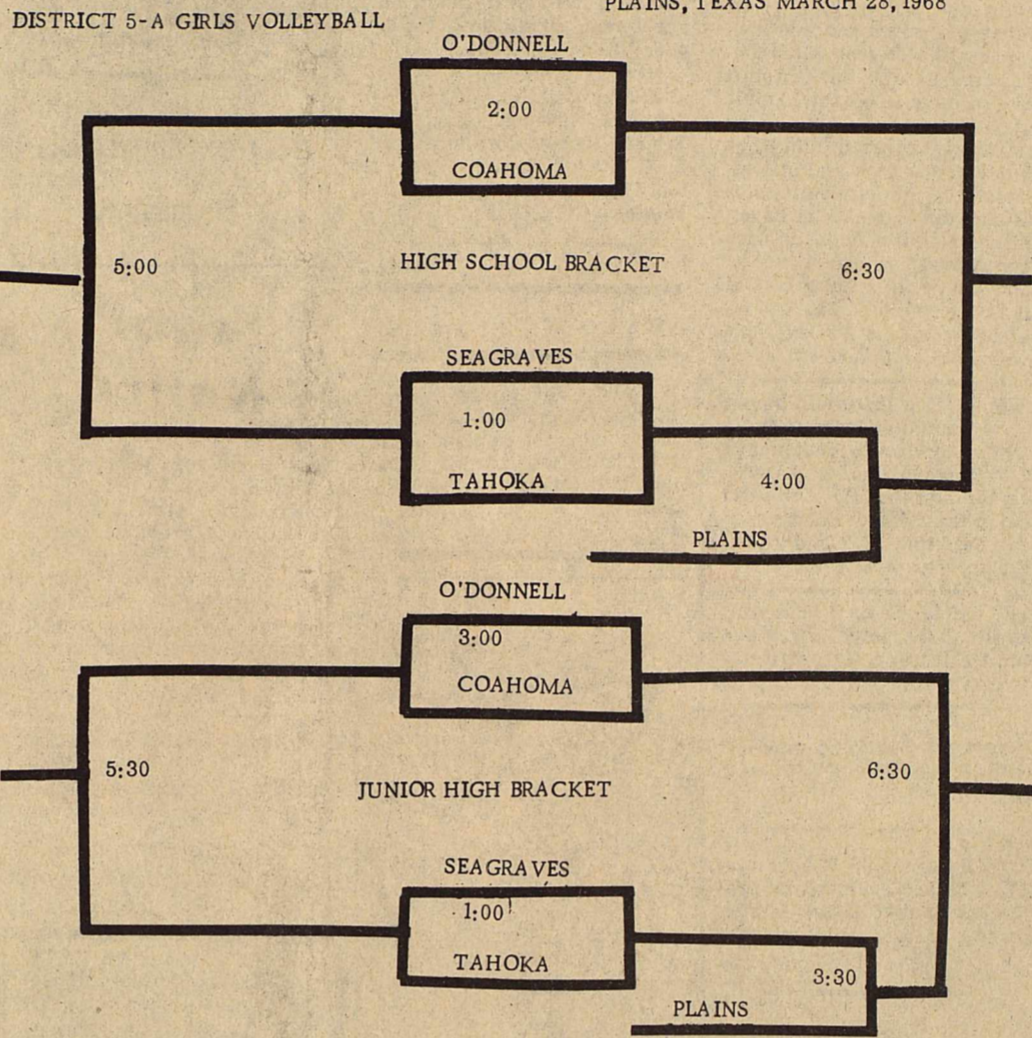 PLAINS, TEXAS MARCH 28, 1968
DISTRICT 5-A GIRLS VOLLEYBALL
O'DONNELL
2:00
COAHOMA
5:00
HIGH SCHOOL BRACKET
6:30
SEAGRAVES
1:00
TAHOKA
4:00
PLAINS
O'DONNELL
3:00
COAHOMA
5:30
JUNIOR HIGH BRACKET
6:30
SEAGRAVES
1:00
TAHOKA
3:30
PLAINS